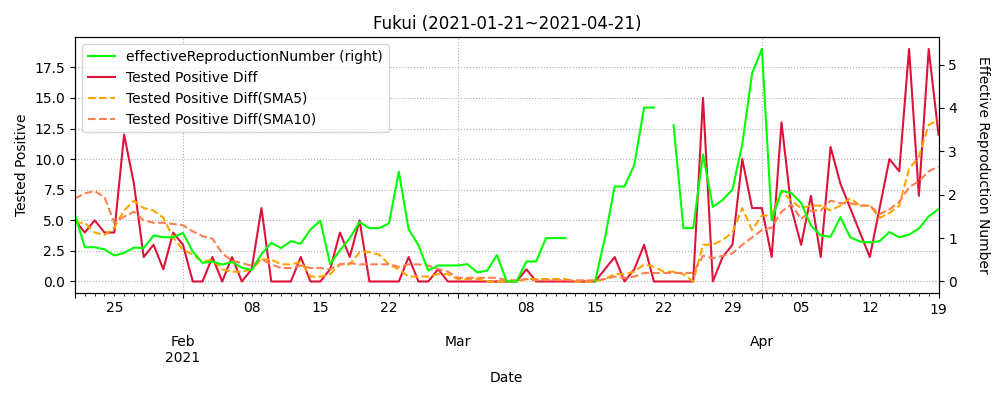 Fukui (2021-01-21~2021-04-21)
effectiveReproductionNumber (right)
Tested Positive Diff
Tested Positive Diff(SMA5)
Tested Positive Diff(SMA10)
Tested Positive
17.5
15.0
12.5
10.0
7.5
5.0
2.5
0.0
Effective Reproduction Number
5
4
3
2
1
0
25 08 15 22 08 15 22 29 05 12 19
Feb Mar Apr
2021
Date